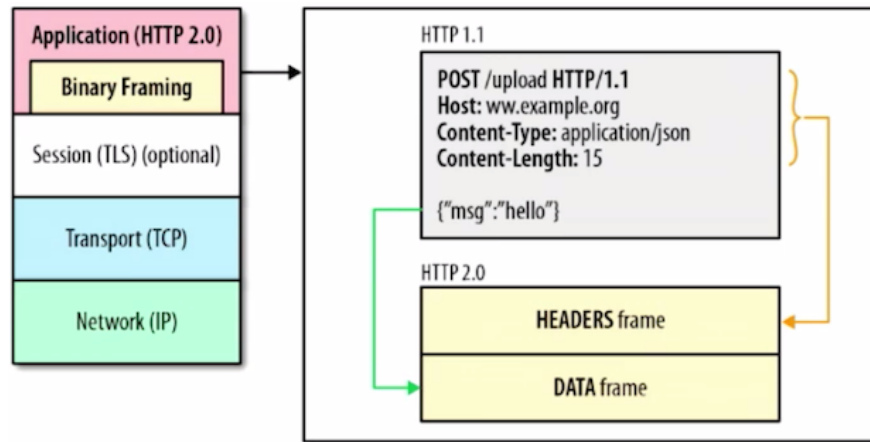 Application (HTTP 2.0)
Binary Framing
Session (TLS) (optional)
Transport (TCP)
Network (IP)
HTTP 1.1
POST /upload HTTP/1.1
Host: ww.example.org
Content-Type: application/json
Content-Length: 15
{"msg":"hello"}
HTTP 2.0
HEADERS frame
DATA frame